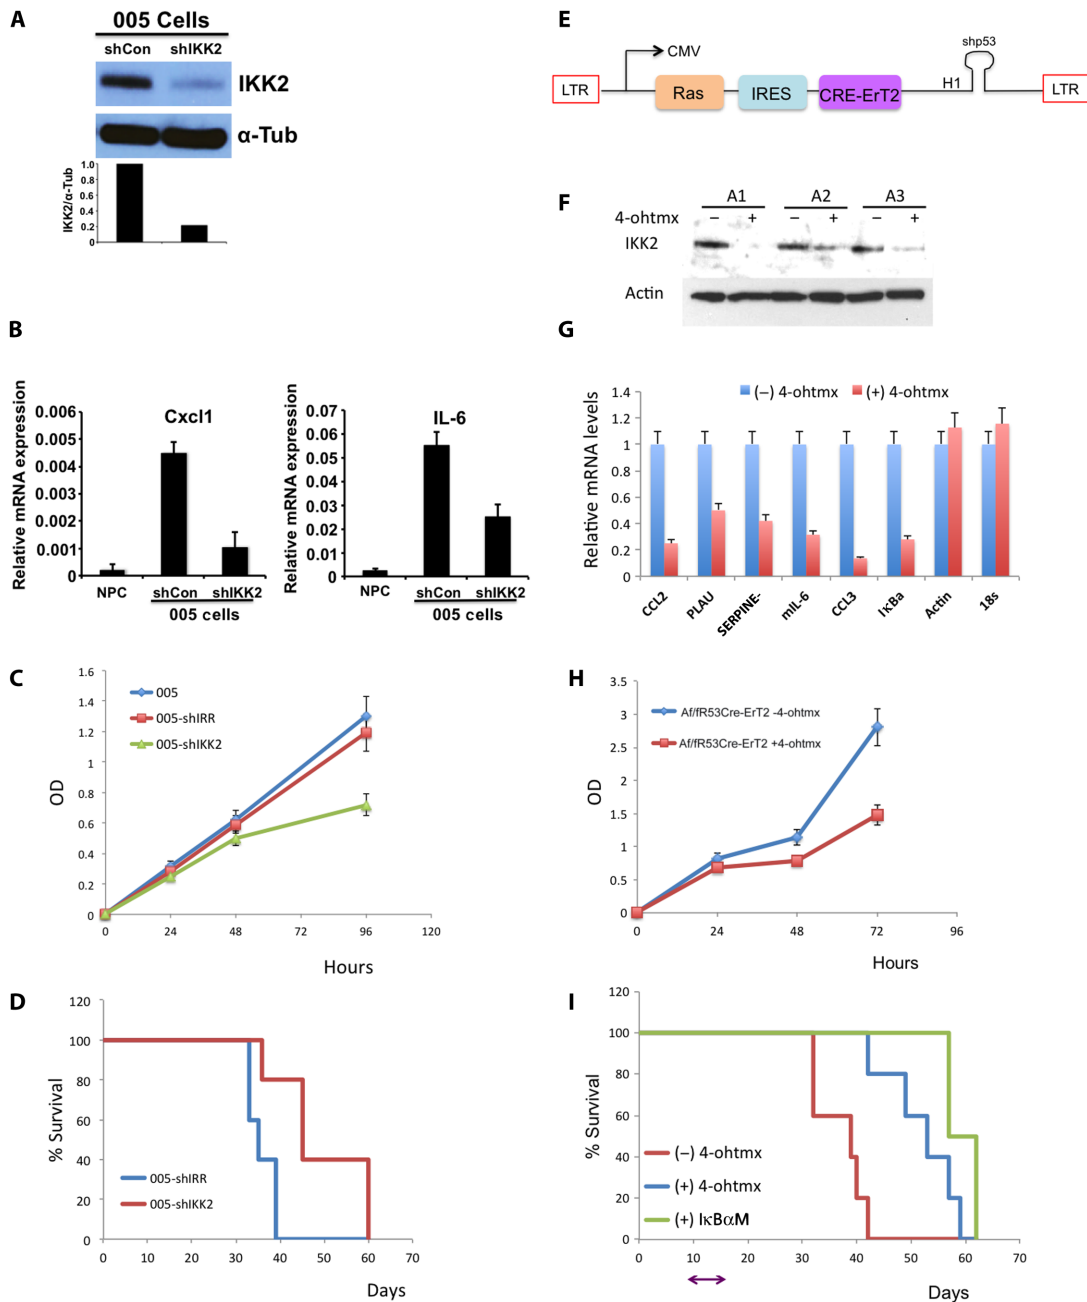 A
005 Cells
shCon shIKK2
IKK2
α-Tub
IKK2/α-Tub
1.0
0.8
0.6
0.4
0.2
0
B
Relative mRNA expression
Cxcl1
0.006
0.005
0.004
0.003
0.002
0.001
0
NPC shCon shIKK2
005 cells
Relative mRNA expression
IL-6
0.07
0.06
0.05
0.04
0.03
0.02
0.01
0
NPC shCon shIKK2
005 cells
C
OD
1.6
1.4
1.2
1
0.8
0.6
0.4
0.2
0
005
005-shIRR
005-shIKK2
0 24 48 72 96 120
Hours
D
% Survival
120
100
80
60
40
20
0
005-shIRR
005-shIKK2
0 10 20 30 40 50 60 70
Days
E
CMV
shp53
LTR Ras IRES CRE-ErT2 H1 LTR
F
A1 A2 A3
4-ohtmx − + − + − +
IKK2
Actin
G
Relative mRNA levels
(−) 4-ohtmx (+) 4-ohtmx
1.4
1.2
1
0.8
0.6
0.4
0.2
0
CCL2 PLAU SERPINE- mIL-6 CCL3 IκBa Actin 18s
H
OD
3.5
3
2.5
2
1.5
1
0.5
0
Af/fR53Cre-ErT2 -4-ohtmx
Af/fR53Cre-ErT2 +4-ohtmx
0 24 48 72 96
Hours
I
% Survival
120
100
80
60
40
20
0
(−) 4-ohtmx
(+) 4-ohtmx
(+) IκBαM
0 10 20 30 40 50 60 70
Days